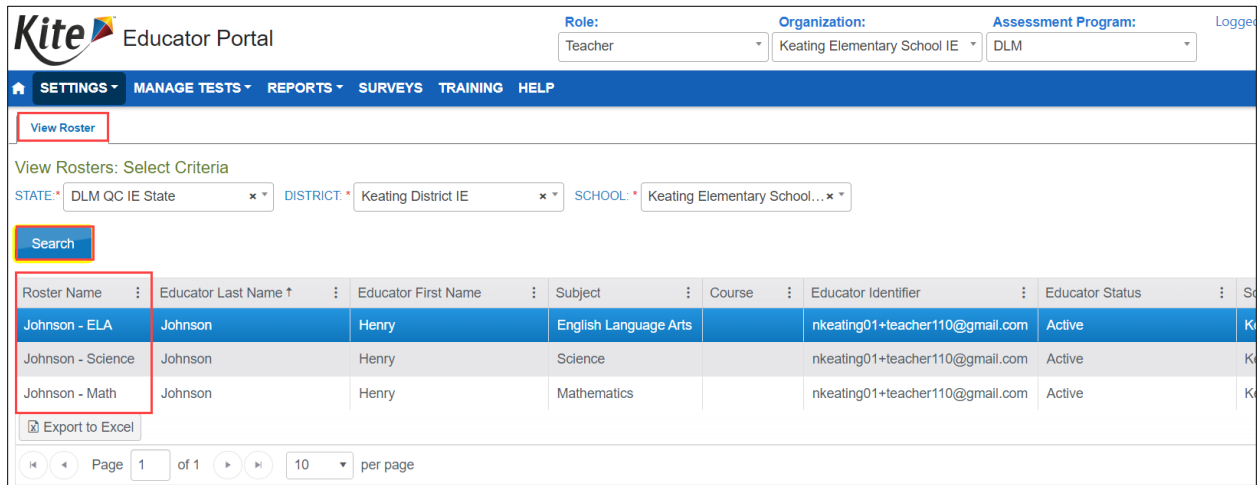 Kite Educator Portal
Role: Organization: Assessment Program: Logged
Teacher Keating Elementary School IE DLM
SETTINGS MANAGE TESTS REPORTS SURVEYS TRAINING HELP
View Roster
View Rosters: Select Criteria
STATE:* DLM QC IE State × DISTRICT: * Keating District IE × SCHOOL: * Keating Elementary School... ×
Search
Roster Name Educator Last Name ↑ Educator First Name Subject Course Educator Identifier Educator Status Sc
Johnson - ELA Johnson Henry English Language Arts nkeating01+teacher110@gmail.com Active Ke
Johnson - Science Johnson Henry Science nkeating01+teacher110@gmail.com Active Ke
Johnson - Math Johnson Henry Mathematics nkeating01+teacher110@gmail.com Active Ke
Export to Excel
Page 1 of 1 10 per page